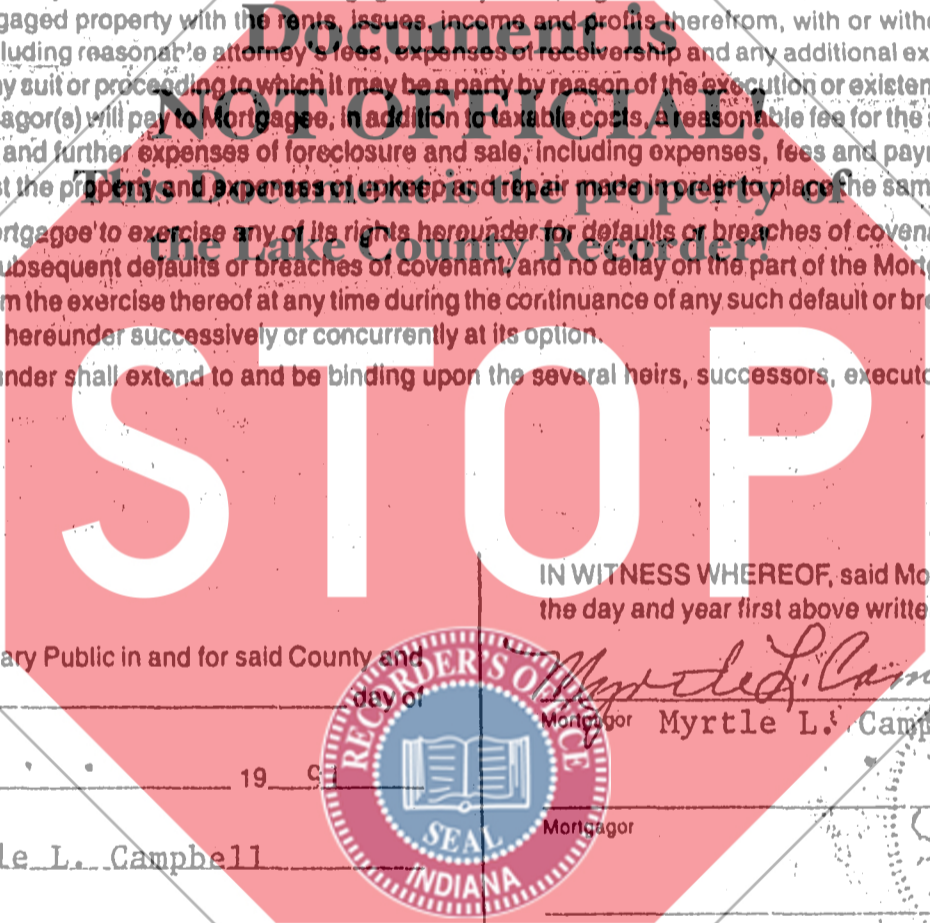 gaged property with the rents, issues, income and profits therefrom, with or with
Document is
luding reasonable attorney's fees, expenses of receivership and any additional ex
y suit or proceeding to which it may be a party by reason of the execution or existen
NOT OFFICIAL!
agor(s) will pay to Mortgagee, in addition to taxable costs, a reasonable fee for the
and further expenses of foreclosure and sale, including expenses, fees and pay
This Document is the property of
t the property and expenses of upkeep and repair made in order to place the sam
ortgagee to exercise any of its rights hereunder for defaults or breaches of coven
the Lake County Recorder!
ubsequent defaults or breaches of covenant, and no delay on the part of the Mort
m the exercise thereof at any time during the continuance of any such default or br
hereunder successively or concurrently at its option.
nder shall extend to and be binding upon the several heirs, successors, executo
STOP
IN WITNESS WHEREOF, said Mo
the day and year first above writte
ary Public in and for said County and
day of
Myrtle L. Cam
Mortgagor Myrtle L. Camp
19
Mortgagor
le L. Campbell
RECORDER'S OFFICE
SEAL
INDIANA